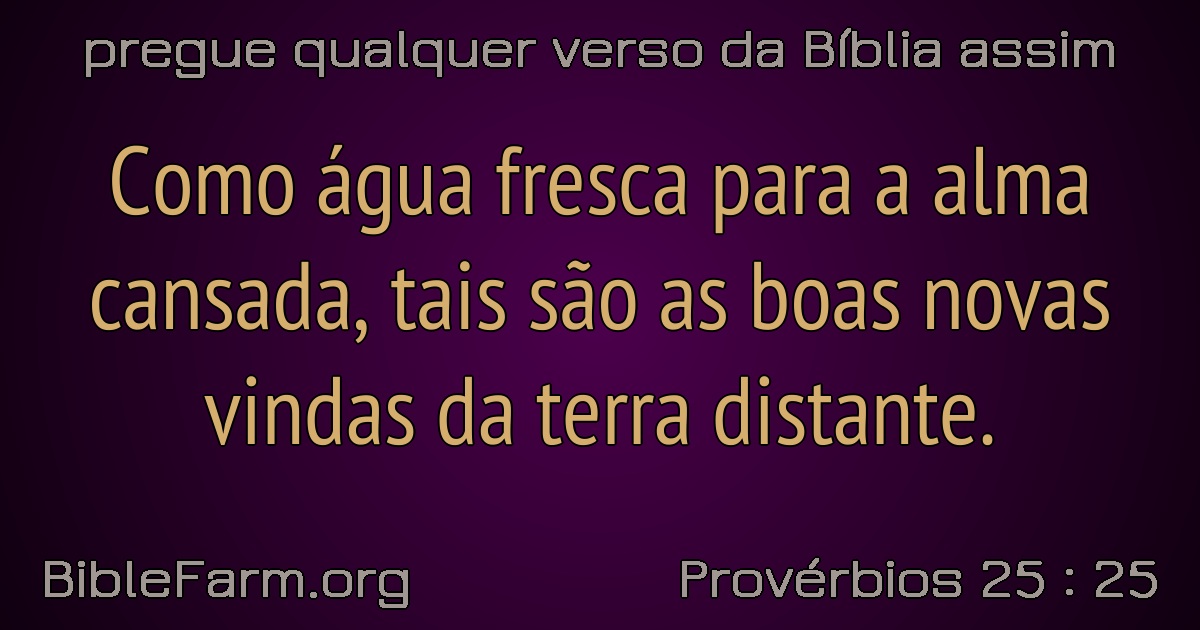 pregue qualquer verso da Bíblia assim
Como água fresca para a alma
cansada, tais são as boas novas
vindas da terra distante.
BibleFarm.org
Provérbios 25 : 25